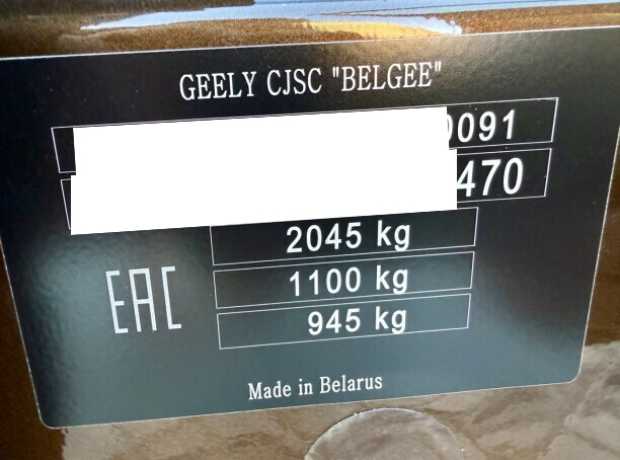 GEELY CJSC "BELGEE"
0091
470
2045 kg
1100 kg
EAC
945 kg
Made in Belarus